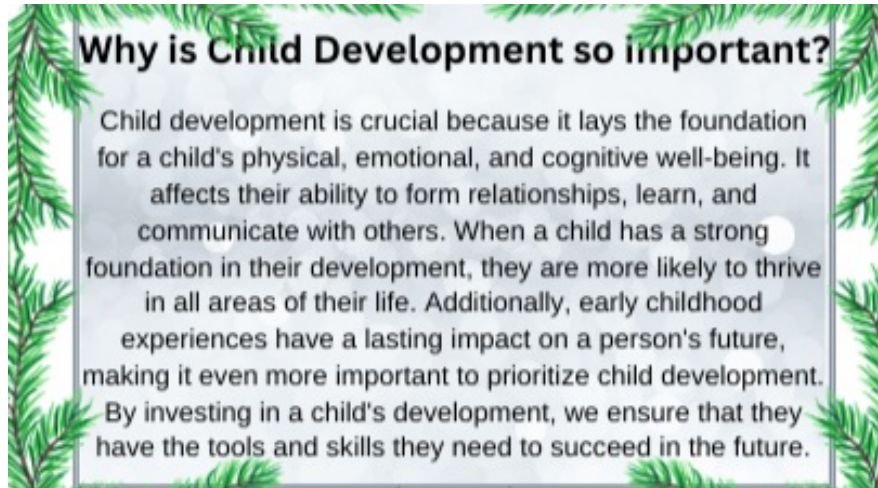 Why is Child Development so important?
Child development is crucial because it lays the foundation
for a child's physical, emotional, and cognitive well-being. It
affects their ability to form relationships, learn, and
communicate with others. When a child has a strong
foundation in their development, they are more likely to thrive
in all areas of their life. Additionally, early childhood
experiences have a lasting impact on a person's future,
making it even more important to prioritize child development.
By investing in a child's development, we ensure that they
have the tools and skills they need to succeed in the future.